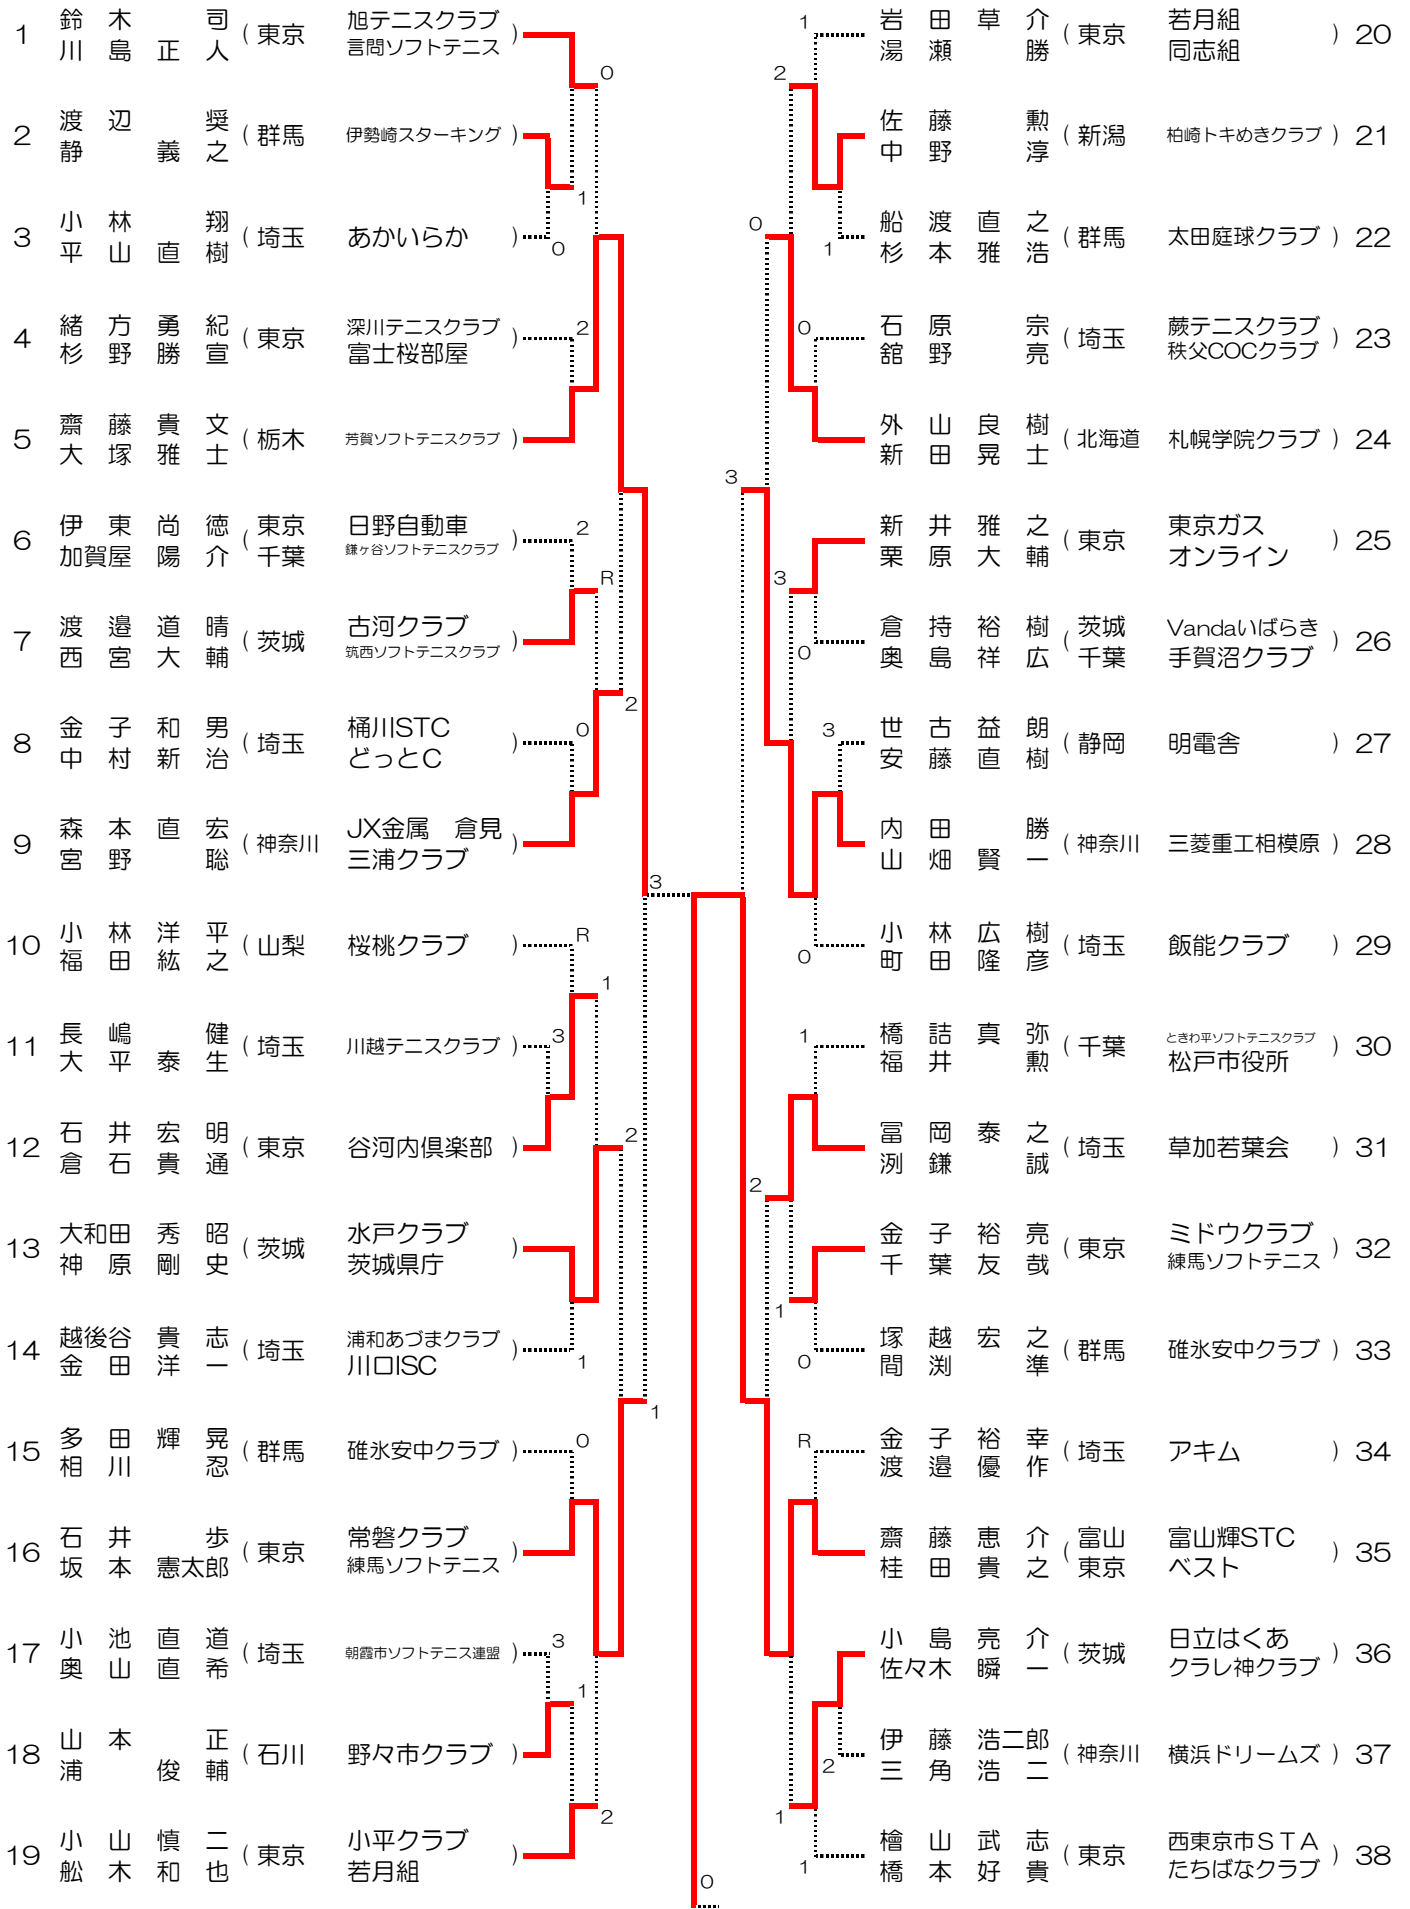 1 鈴木 司 (東京 旭テニスクラブ )
川島正人 言問ソフトテニス
0
2 渡辺 奨 (群馬 伊勢崎スターキング )
静 義之
1
3 小林 翔 (埼玉 あかいらか )
平山直樹
0
4 緒方勇紀 (東京 深川テニスクラブ )
杉野勝宣 富士桜部屋
2
5 齋藤貴文 (栃木 芳賀ソフトテニスクラブ )
大塚雅士
6 伊東尚徳 (東京 日野自動車 )
加賀屋陽介 千葉 鎌ヶ谷ソフトテニスクラブ
2
R
7 渡邉道晴 (茨城 古河クラブ )
西宮大輔 筑西ソフトテニスクラブ
2
8 金子和男 (埼玉 桶川STC )
中村新治 どっとC
0
9 森本直宏 (神奈川 JX金属 倉見 )
宮野 聡 三浦クラブ
3
10 小林洋平 (山梨 桜桃クラブ )
福田紘之
R
1
11 長嶋 健 (埼玉 川越テニスクラブ )
大平泰生
3
12 石井宏明 (東京 谷河内倶楽部 )
倉石貴通
2
13 大和田秀昭 (茨城 水戸クラブ )
神原剛史 茨城県庁
14 越後谷貴志 (埼玉 浦和あづまクラブ )
金田洋一 川口ISC
1
1
15 多田輝晃 (群馬 碓氷安中クラブ )
相川 忍
0
16 石井 歩 (東京 常磐クラブ )
坂本憲太郎 練馬ソフトテニス
17 小池直道 (埼玉 朝霞市ソフトテニス連盟 )
奥山直希
3
1
18 山本 正 (石川 野々市クラブ )
浦 俊輔
2
19 小山慎二 (東京 小平クラブ )
舩木和也 若月組
0
1
岩田草介 (東京 若月組 ) 20
湯瀬 勝 同志組
2
佐藤 勲 (新潟 柏崎トキめきクラブ ) 21
中野 淳
0
船渡直之 (群馬 太田庭球クラブ ) 22
杉本雅浩
1
0
石原 宗 (埼玉 蕨テニスクラブ ) 23
舘野 亮 秩父COCクラブ
外山良樹 (北海道 札幌学院クラブ ) 24
新田晃士
3
新井雅之 (東京 東京ガス ) 25
栗原大輔 オンライン
3
倉持裕樹 (茨城 Vandaいばらき ) 26
奥島祥広 千葉 手賀沼クラブ
0
3
世古益朗 (静岡 明電舎 ) 27
安藤直樹
内田 勝 (神奈川 三菱重工相模原 ) 28
山畑賢一
小林広樹 (埼玉 飯能クラブ ) 29
町田隆彦
0
1
橋詰真弥 (千葉 ときわ平ソフトテニスクラブ ) 30
福井 勲 松戸市役所
冨岡泰之 (埼玉 草加若葉会 ) 31
洌鎌 誠
2
金子裕亮 (東京 ミドウクラブ ) 32
千葉友哉 練馬ソフトテニス
1
塚越宏之 (群馬 碓氷安中クラブ ) 33
間渕 準
0
R
金子裕幸 (埼玉 アキム ) 34
渡邉優作
齋藤恵介 (富山 富山輝STC ) 35
桂田貴之 東京 ベスト
小島亮介 (茨城 日立はくあ ) 36
佐々木瞬一 クラレ神クラブ
伊藤浩二郎 (神奈川 横浜ドリームズ ) 37
三角浩二
2
1
檜山武志 (東京 西東京市STA ) 38
橋本好貴 たちばなクラブ
1